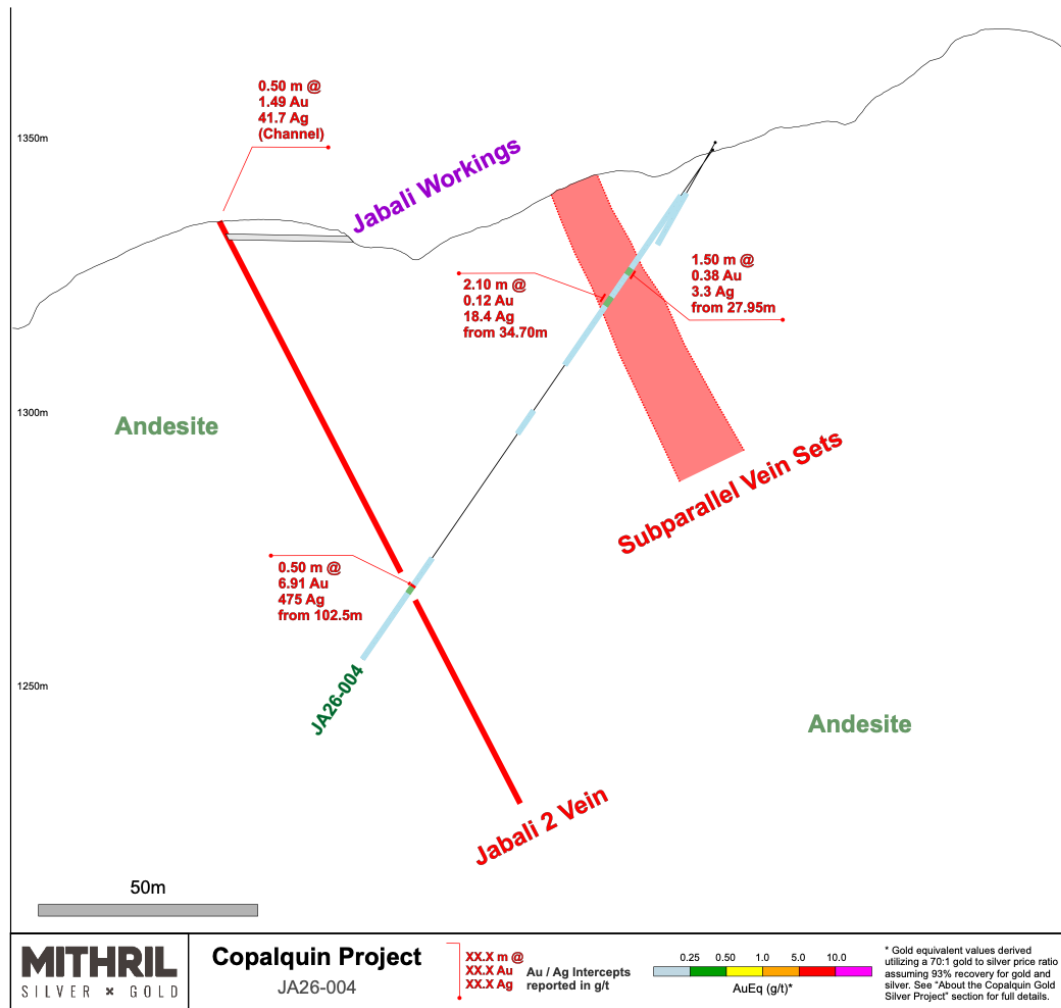 0.50 m @
1.49 Au
41.7 Ag
(Channel)
1350m
Jabali Workings
2.10 m @
0.12 Au
18.4 Ag
from 34.70m
1.50 m @
0.38 Au
3.3 Ag
from 27.95m
1300m
Andesite
Subparallel Vein Sets
0.50 m @
6.91 Au
475 Ag
from 102.5m
1250m
JA26-004
Andesite
Jabali 2 Vein
50m
MITHRIL
SILVER GOLD
Copalquin Project
JA26-004
XX.X m @
XX.X Au
XX.X Ag
Au / Ag Intercepts
reported in g/t
0.25 0.50 1.0 5.0 10.0
AuEq (g/t)*
* Gold equivalent values derived
utilizing a 70:1 gold to silver price ratio
assuming 93% recovery for gold and
silver. See "About the Copalquin Gold
Silver Project" section for full details.